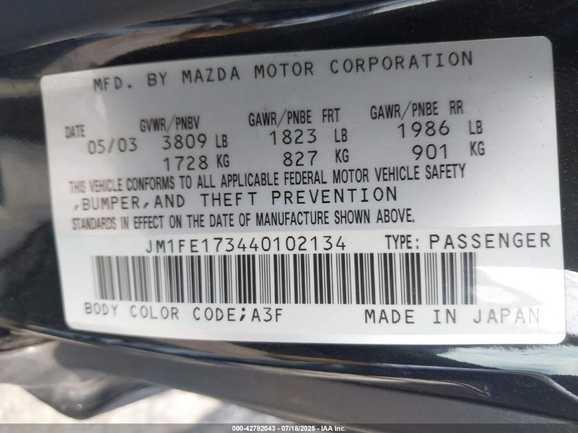 MFD. BY MAZDA MOTOR CORPORATION
DATE GVWR/PNBV GAWR/PNBE FRT GAWR/PNBE RR
05/03 3809 LB 1823 LB 1986 LB
1728 KG 827 KG 901 KG
THIS VEHICLE CONFORMS TO ALL APPLICABLE FEDERAL MOTOR VEHICLE SAFETY
,BUMPER,AND THEFT PREVENTION
STANDARDS IN EFFECT ON THE DATE OF MANUFACTURE SHOWN ABOVE.
JM1FE173440102134 TYPE: PASSENGER
BODY COLOR CODE;A3F MADE IN JAPAN
000-42792043 - 07/18/2025 - IAA Inc.